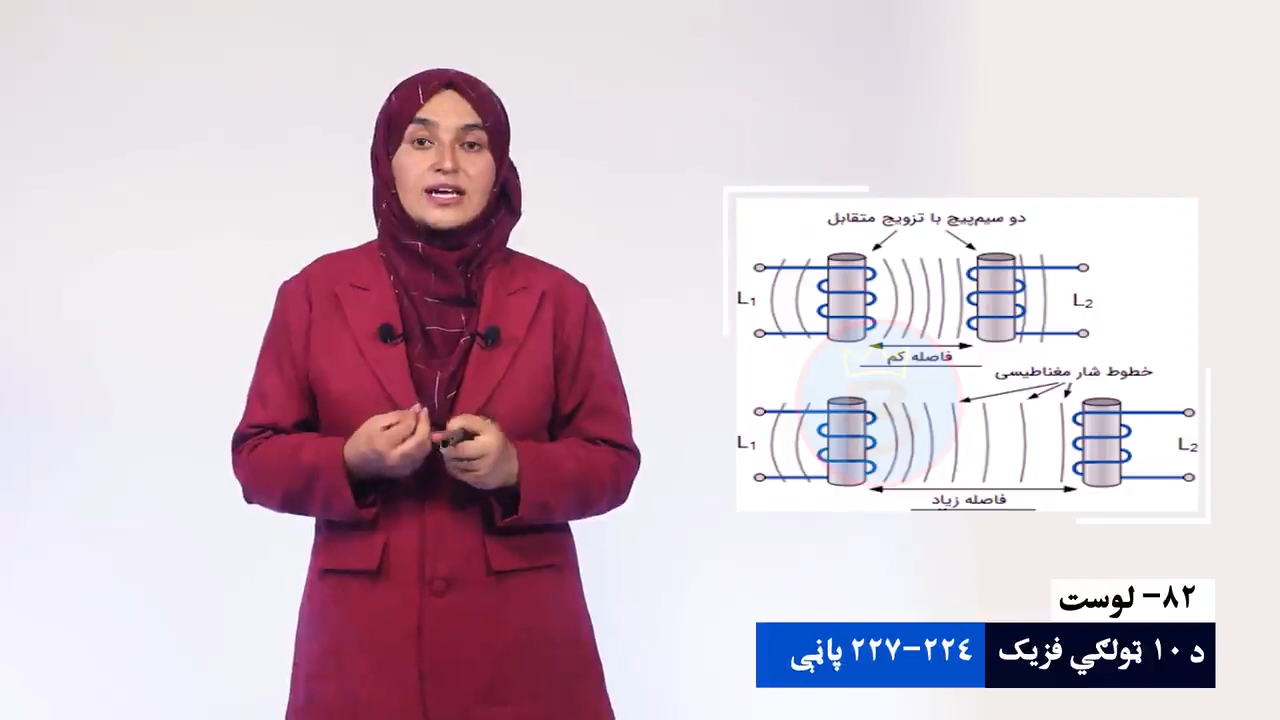 دو سیم‌پیچ با تزویج متقابل
L1
L2
فاصله کم
خطوط شار مغناطیسی
L1
L2
فاصله زیاد
۸۲- لوست
د ۱۰ ټولګي فزیک
۲۲۴-۲۲۷ پاڼې